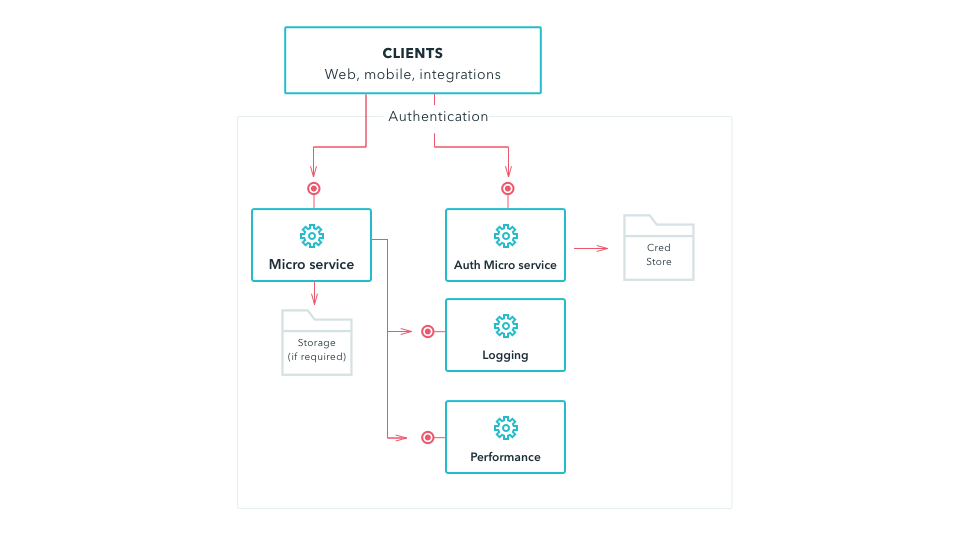 CLIENTS
Web, mobile, integrations
Authentication
Micro service
Auth Micro service
Cred
Store
Storage
(if required)
Logging
Performance